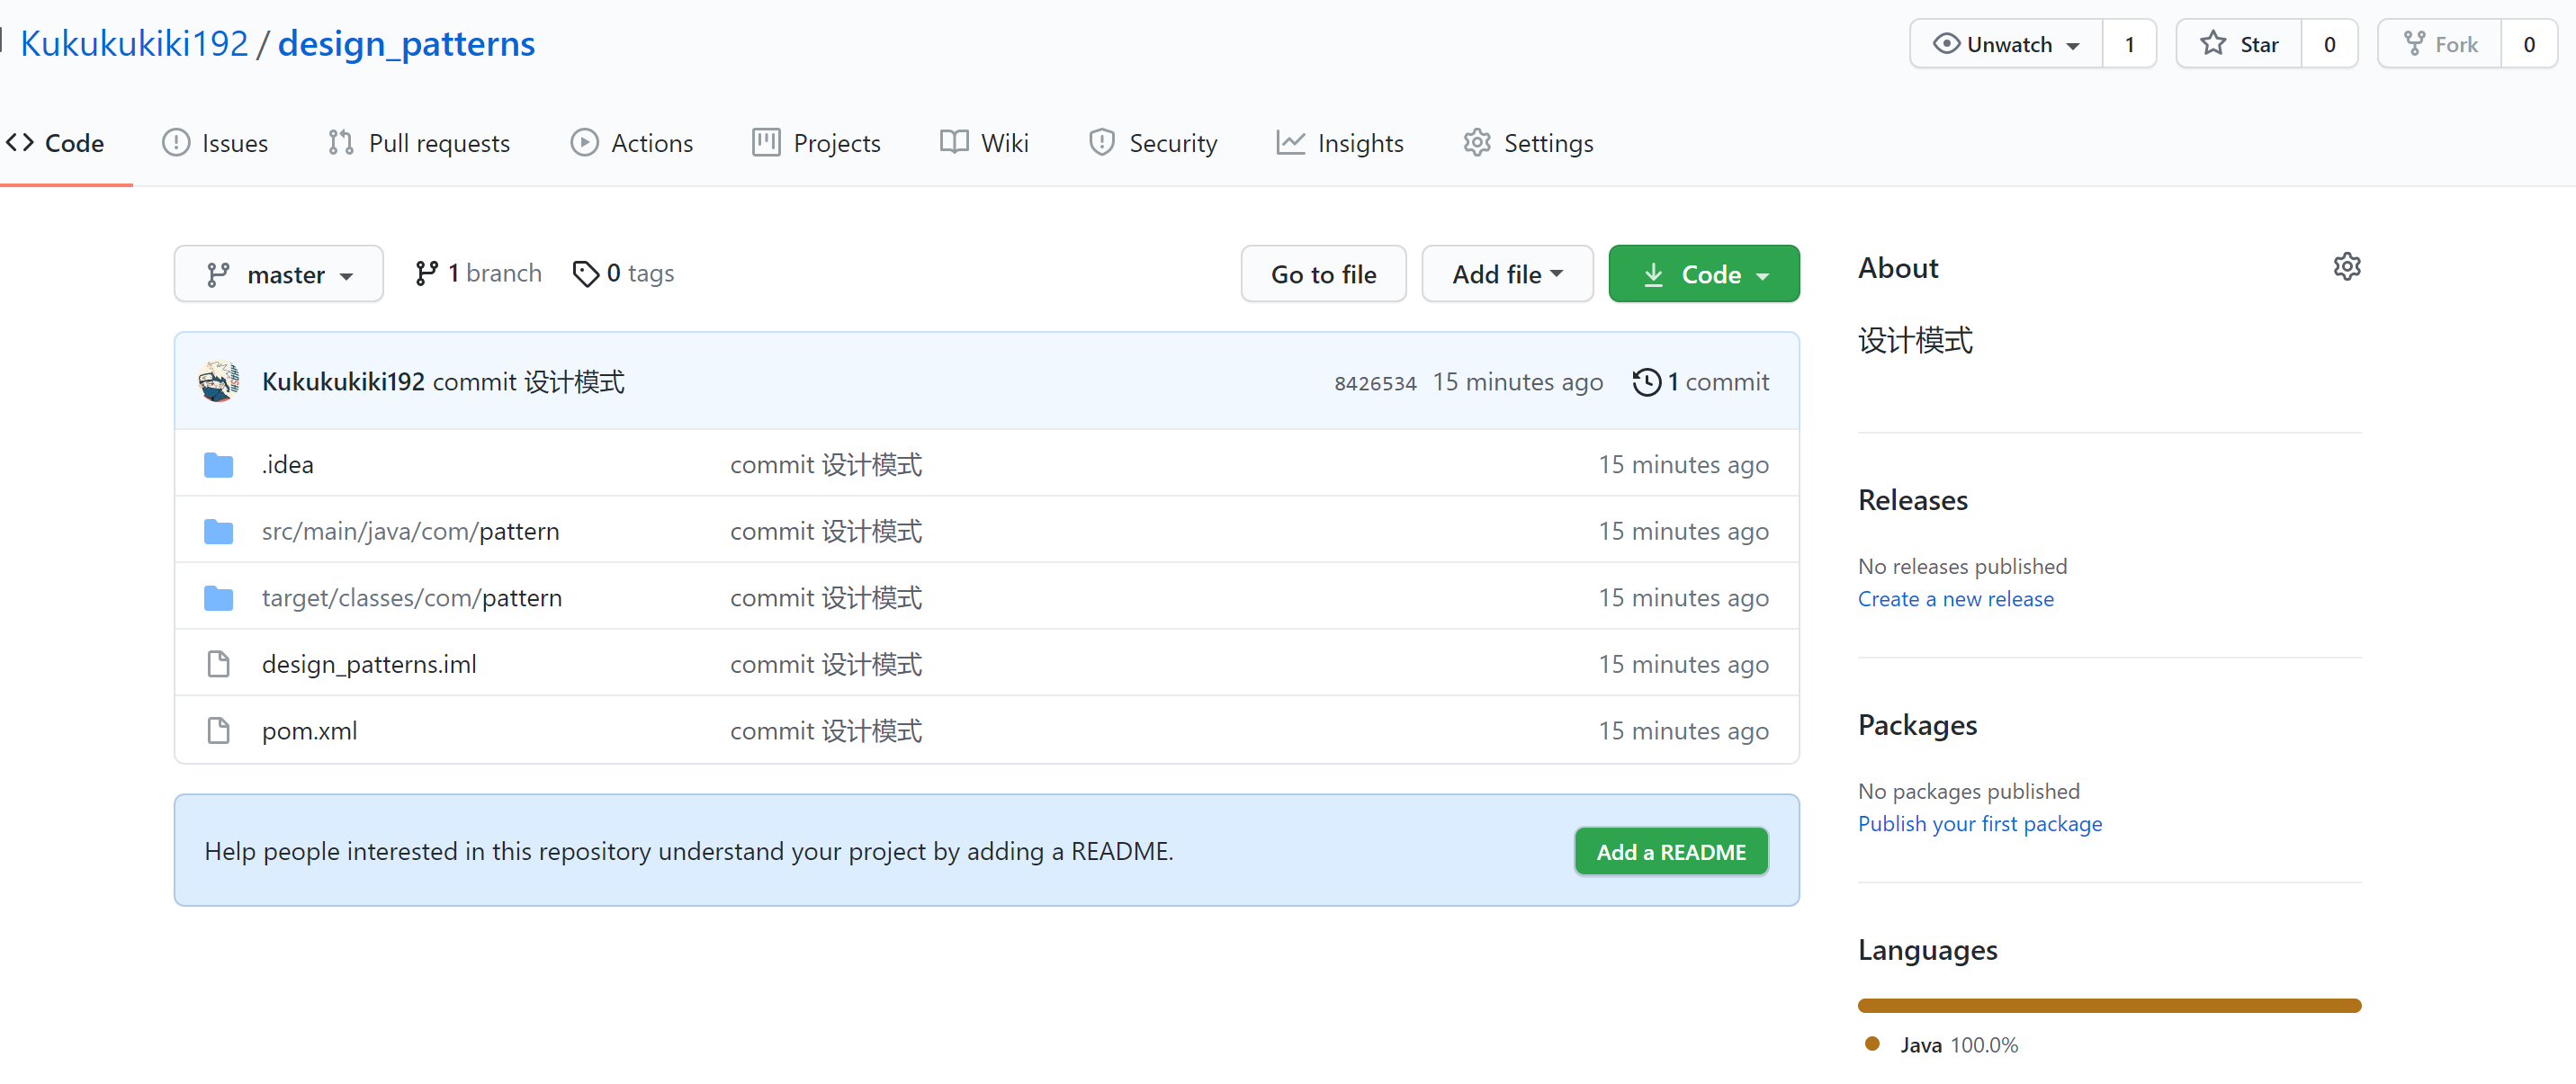 Kukukukiki192 / design_patterns
Unwatch 1 Star 0 Fork 0
Code Issues Pull requests Actions Projects Wiki Security Insights Settings
master 1 branch 0 tags Go to file Add file Code
Kukukukiki192 commit 设计模式 8426534 15 minutes ago 1 commit
.idea commit 设计模式 15 minutes ago
src/main/java/com/pattern commit 设计模式 15 minutes ago
target/classes/com/pattern commit 设计模式 15 minutes ago
design_patterns.iml commit 设计模式 15 minutes ago
pom.xml commit 设计模式 15 minutes ago
Help people interested in this repository understand your project by adding a README. Add a README
About
设计模式
Releases
No releases published
Create a new release
Packages
No packages published
Publish your first package
Languages
Java 100.0%